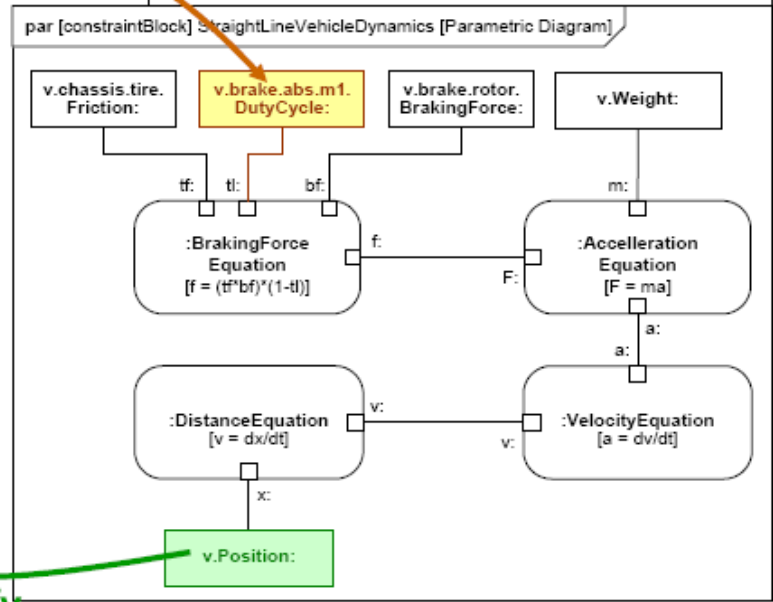 par [constraintBlock] StraightLineVehicleDynamics [Parametric Diagram]
v.chassis.tire.
Friction:
v.brake.abs.m1.
DutyCycle:
v.brake.rotor.
BrakingForce:
v.Weight:
tf:
tl:
bf:
m:
:BrakingForce
Equation
[f = (tf*bf)*(1-tl)]
f:
F:
:Accelleration
Equation
[F = ma]
a:
a:
:DistanceEquation
[v = dx/dt]
v:
v:
:VelocityEquation
[a = dv/dt]
x:
v.Position: